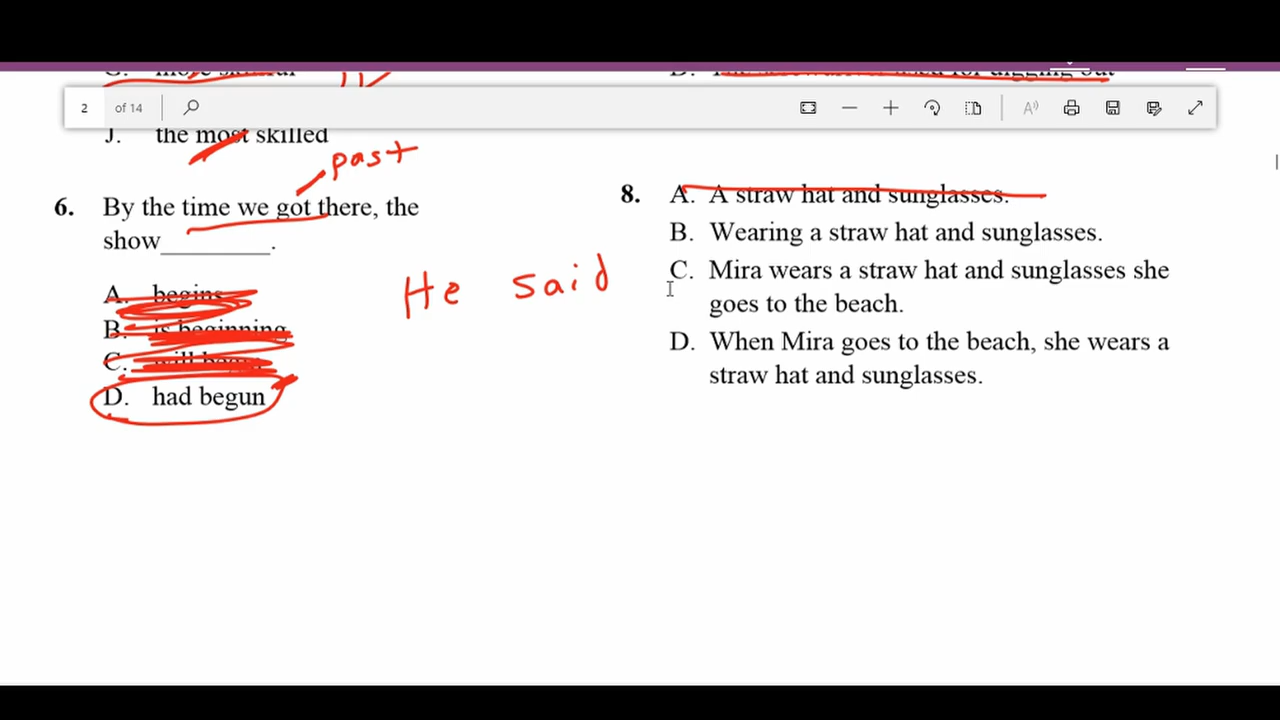 2 of 14
J. the most skilled
past
6. By the time we got there, the
show________.
A. begins
B. is beginning
C.
D. had begun
He said
8. A. A straw hat and sunglasses.
B. Wearing a straw hat and sunglasses.
C. Mira wears a straw hat and sunglasses she
goes to the beach.
D. When Mira goes to the beach, she wears a
straw hat and sunglasses.